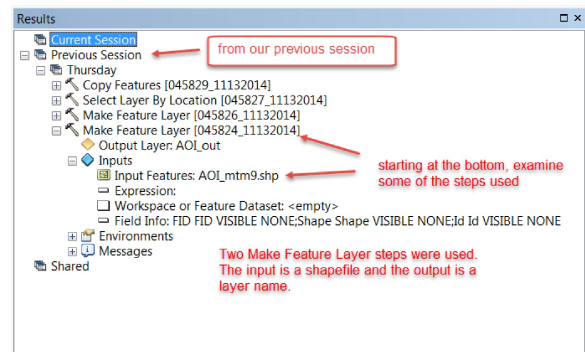 Results
Current Session
from our previous session
Previous Session
Thursday
Copy Features [045829_11132014]
Select Layer By Location [045827_11132014]
Make Feature Layer [045826_11132014]
Make Feature Layer [045824_11132014]
Output Layer: AOI_out
Inputs
Input Features: AOI_mtm9.shp
starting at the bottom, examine
some of the steps used
Expression:
Workspace or Feature Dataset: <empty>
Field Info: FID FID VISIBLE NONE;Shape Shape VISIBLE NONE;Id Id VISIBLE NONE
Environments
Messages
Shared
Two Make Feature Layer steps were used.
The input is a shapefile and the output is a
layer name.